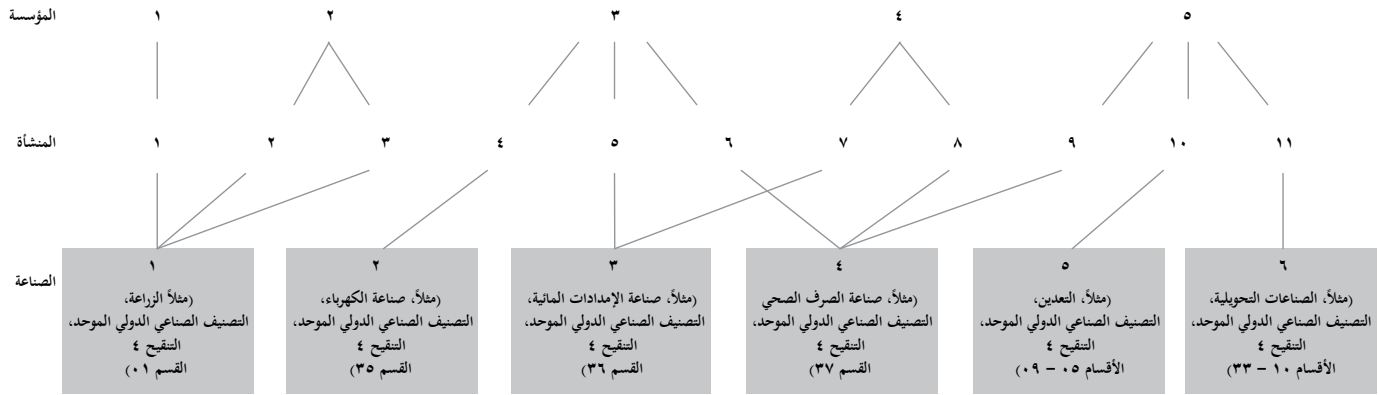 المؤسسة ١ ٢ ٣ ٤ ٥
المنشأة ١ ٢ ٣ ٤ ٥ ٦ ٧ ٨ ٩ ١٠ ١١
الصناعة
١
(مثلاً الزراعة،
التصنيف الصناعي الدولي الموحد،
التنقيح ٤
القسم ٠١)
٢
(مثلاً، صناعة الكهرباء،
التصنيف الصناعي الدولي الموحد،
التنقيح ٤
القسم ٣٥)
٣
(مثلاً، صناعة الإمدادات المائية،
التصنيف الصناعي الدولي الموحد،
التنقيح ٤
القسم ٣٦)
٤
(مثلاً، صناعة الصرف الصحي
التصنيف الصناعي الدولي الموحد،
التنقيح ٤
القسم ٣٧)
٥
(مثلاً، التعدين،
التصنيف الصناعي الدولي الموحد،
التنقيح ٤
الأقسام ٠٥ – ٠٩)
٦
(مثلاً، الصناعات التحويلية،
التصنيف الصناعي الدولي الموحد،
التنقيح ٤
الأقسام ١٠ – ٣٣)